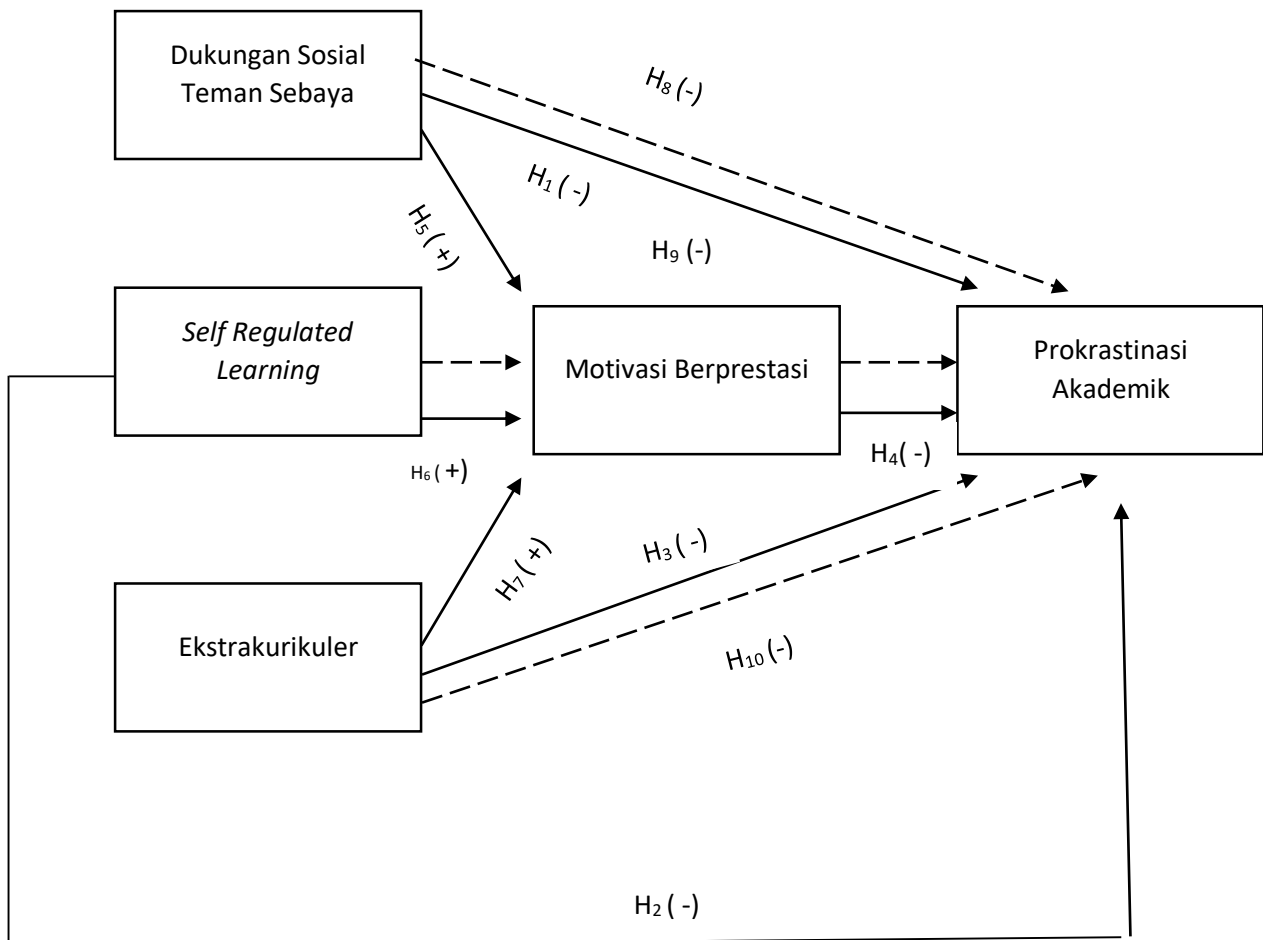 Dukungan Sosial
Teman Sebaya
H8 (-)
H1 (-)
H5 (+)
H9 (-)
Self Regulated
Learning
Motivasi Berprestasi
Prokrastinasi
Akademik
H6 (+)
H4 (-)
H7 (+)
H3 (-)
Ekstrakurikuler
H10 (-)
H2 (-)